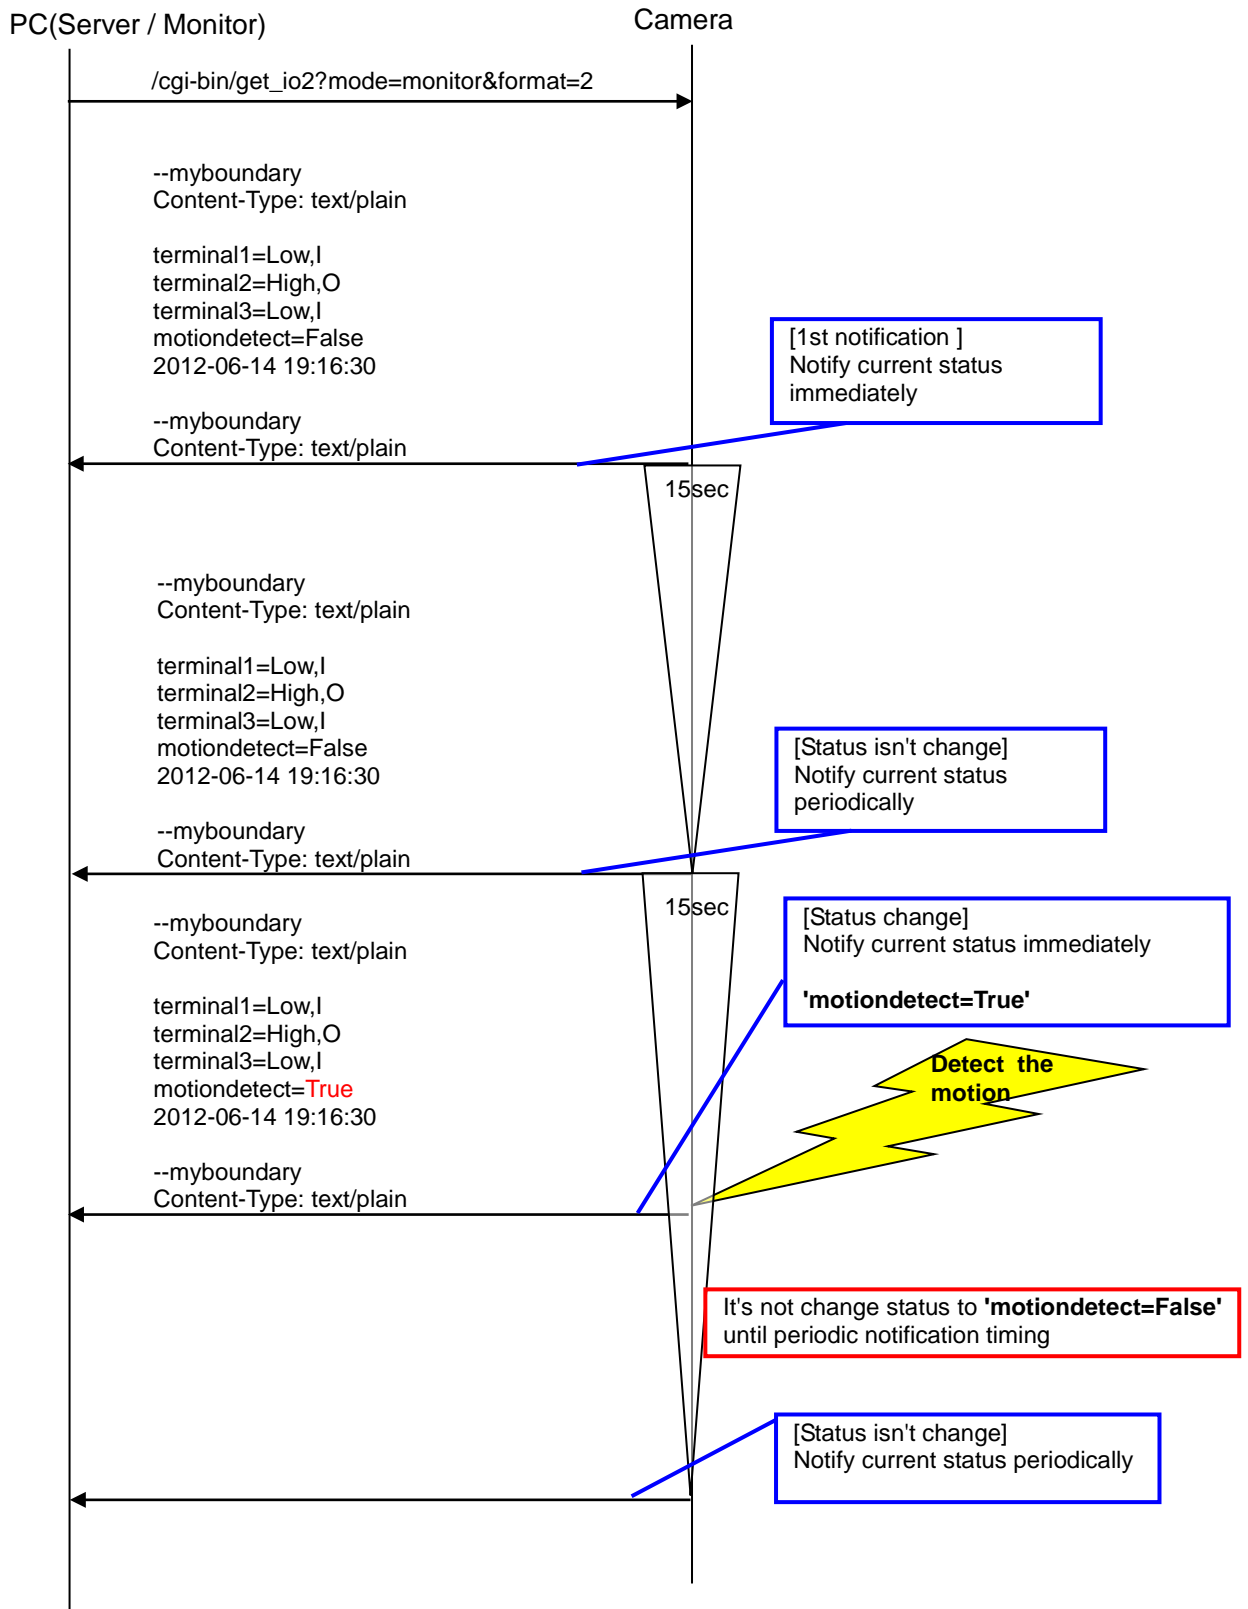 PC(Server / Monitor)
Camera
/cgi-bin/get_io2?mode=monitor&format=2
--myboundary
Content-Type: text/plain
terminal1=Low,I
terminal2=High,O
terminal3=Low,I
motiondetect=False
2012-06-14 19:16:30
--myboundary
Content-Type: text/plain
[1st notification ]
Notify current status
immediately
15sec
--myboundary
Content-Type: text/plain
terminal1=Low,I
terminal2=High,O
terminal3=Low,I
motiondetect=False
2012-06-14 19:16:30
--myboundary
Content-Type: text/plain
[Status isn't change]
Notify current status
periodically
15sec
--myboundary
Content-Type: text/plain
terminal1=Low,I
terminal2=High,O
terminal3=Low,I
motiondetect=True
2012-06-14 19:16:30
--myboundary
Content-Type: text/plain
[Status change]
Notify current status immediately
'motiondetect=True'
Detect the
motion
It's not change status to 'motiondetect=False'
until periodic notification timing
[Status isn't change]
Notify current status periodically